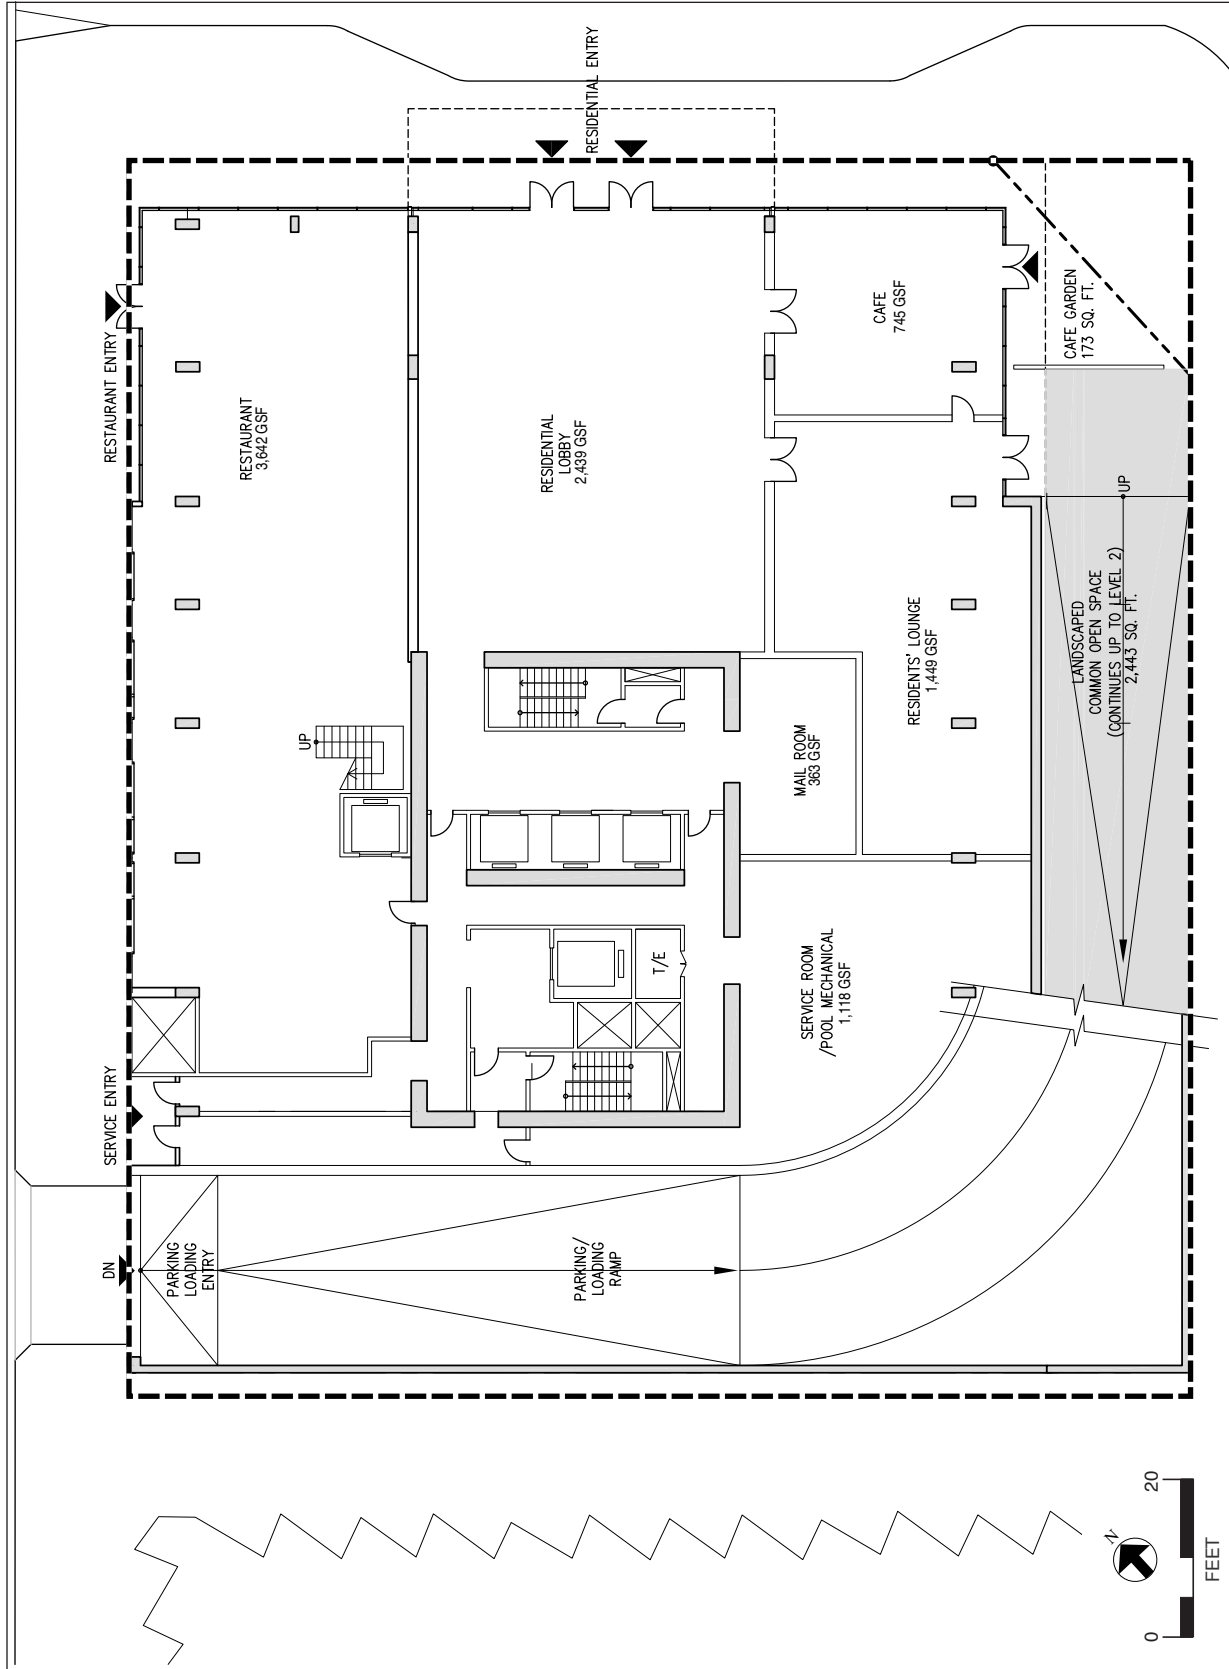 RESIDENTIAL ENTRY
RESTAURANT ENTRY
RESTAURANT
3,642 GSF
RESIDENTIAL
LOBBY
2,439 GSF
CAFE
745 GSF
CAFE GARDEN
173 SQ. FT.
UP
LANDSCAPED
COMMON OPEN SPACE
(CONTINUES UP TO LEVEL 2)
2,443 SQ. FT.
RESIDENTS' LOUNGE
1,449 GSF
MAIL ROOM
363 GSF
UP
T/E
SERVICE ROOM
/POOL MECHANICAL
1,118 GSF
SERVICE ENTRY
DN
PARKING
LOADING
ENTRY
PARKING/
LOADING
RAMP
N
0
20
FEET